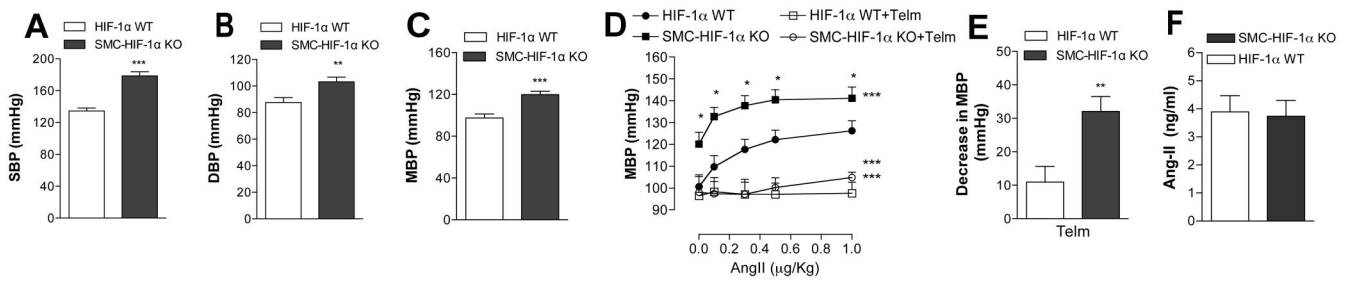 A
HIF-1α WT
SMC-HIF-1α KO
SBP (mmHg)
250
200
150
100
50
0
***
B
HIF-1α WT
SMC-HIF-1α KO
DBP (mmHg)
120
100
80
60
40
20
0
**
C
HIF-1α WT
SMC-HIF-1α KO
MBP (mmHg)
160
120
80
40
0
***
D
HIF-1α WT
HIF-1α WT+Telm
SMC-HIF-1α KO
SMC-HIF-1α KO+Telm
MBP (mmHg)
160
150
140
130
120
110
100
90
* * * * *
***
***
***
0.0 0.2 0.4 0.6 0.8 1.0
AngII (μg/Kg)
E
HIF-1α WT
SMC-HIF-1α KO
Decrease in MBP
(mmHg)
50
40
30
20
10
0
**
Telm
F
SMC-HIF-1α KO
HIF-1α WT
Ang-II (ng/ml)
6
5
4
3
2
1
0